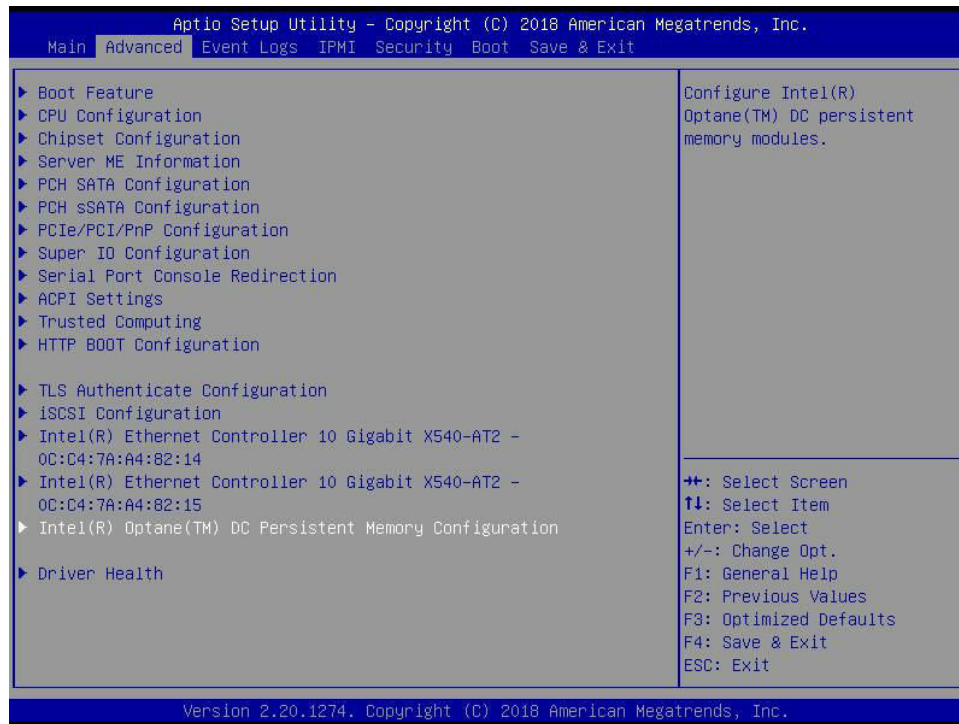 Aptio Setup Utility – Copyright (C) 2018 American Megatrends, Inc.
Main Advanced Event Logs IPMI Security Boot Save & Exit
▶ Boot Feature
▶ CPU Configuration
▶ Chipset Configuration
▶ Server ME Information
▶ PCH SATA Configuration
▶ PCH sSATA Configuration
▶ PCIe/PCI/PnP Configuration
▶ Super IO Configuration
▶ Serial Port Console Redirection
▶ ACPI Settings
▶ Trusted Computing
▶ HTTP BOOT Configuration
▶ TLS Authenticate Configuration
▶ iSCSI Configuration
▶ Intel(R) Ethernet Controller 10 Gigabit X540-AT2 –
0C:C4:7A:A4:82:14
▶ Intel(R) Ethernet Controller 10 Gigabit X540-AT2 –
0C:C4:7A:A4:82:15
▶ Intel(R) Optane(TM) DC Persistent Memory Configuration
▶ Driver Health
Configure Intel(R)
Optane(TM) DC persistent
memory modules.
→←: Select Screen
↑↓: Select Item
Enter: Select
+/-: Change Opt.
F1: General Help
F2: Previous Values
F3: Optimized Defaults
F4: Save & Exit
ESC: Exit
Version 2.20.1274. Copyright (C) 2018 American Megatrends, Inc.